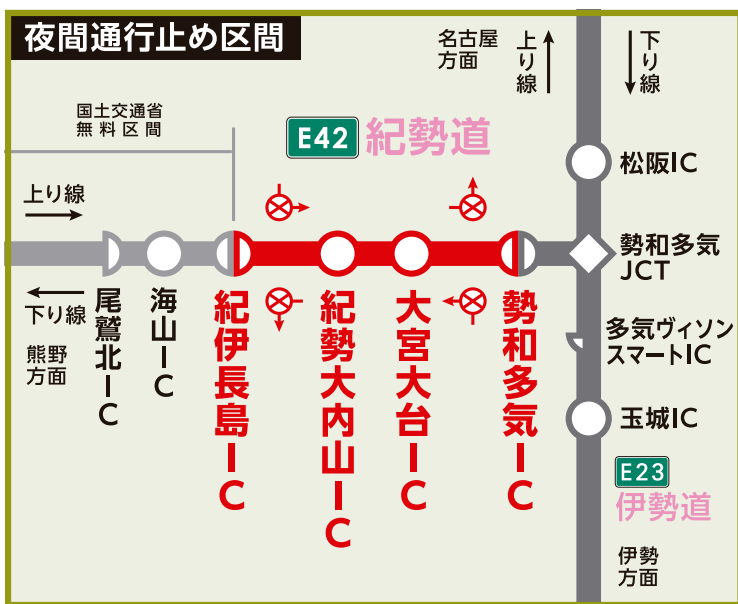 夜間通行止め区間
名古屋
方面
上り線
下り線
国土交通省
無料区間
E42
紀勢道
松阪IC
上り線
勢和多気
JCT
下り線
熊野
方面
尾鷲北IC
海山IC
紀伊長島IC
紀勢大内山IC
大宮大台IC
勢和多気IC
多気ヴィソン
スマートIC
玉城IC
E23
伊勢道
伊勢
方面